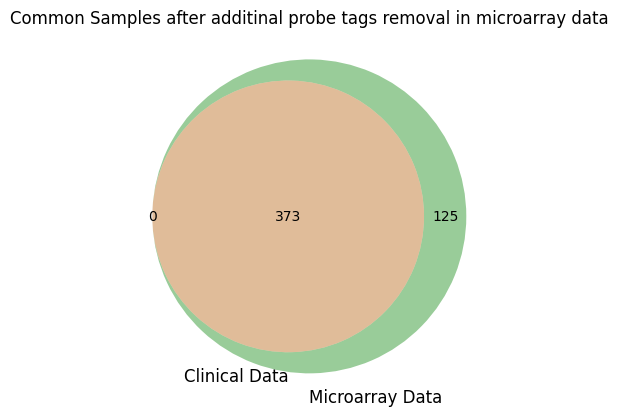 Common Samples after additinal probe tags removal in microarray data
0
373
125
Clinical Data
Microarray Data